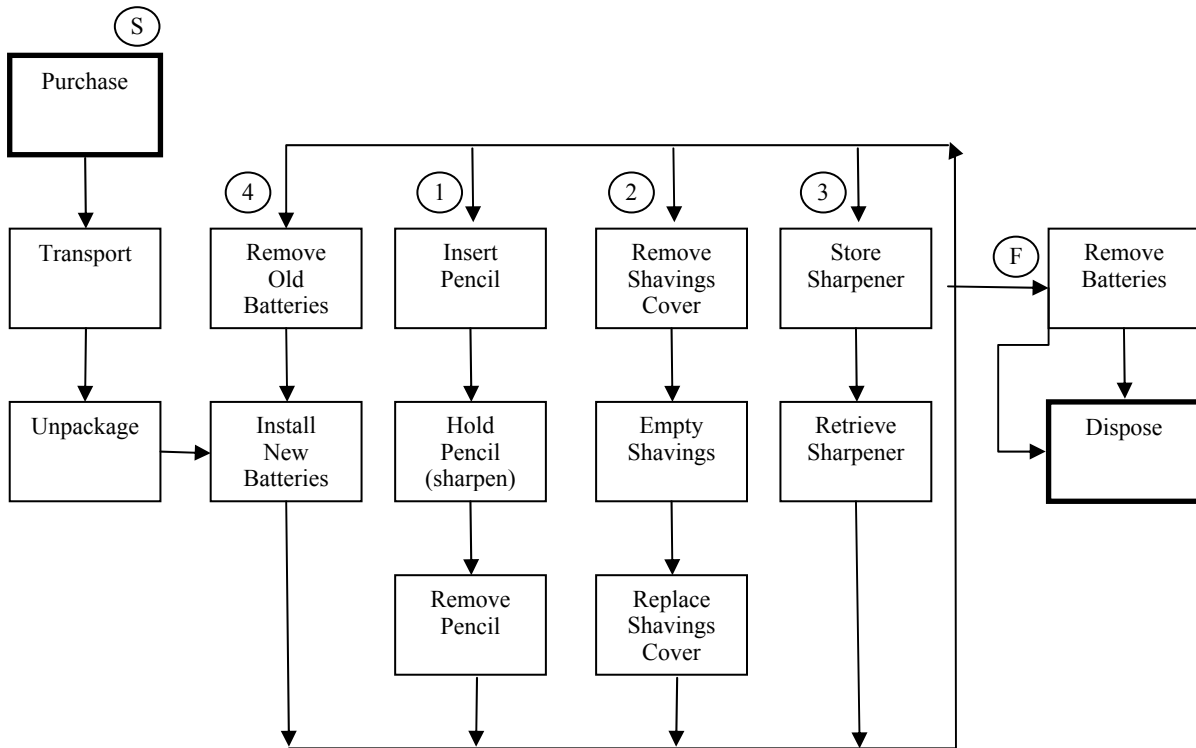 S
Purchase
4
1
2
3
F
Transport
Remove
Old
Batteries
Insert
Pencil
Remove
Shavings
Cover
Store
Sharpener
Remove
Batteries
Unpackage
Install
New
Batteries
Hold
Pencil
(sharpen)
Empty
Shavings
Retrieve
Sharpener
Dispose
Remove
Pencil
Replace
Shavings
Cover